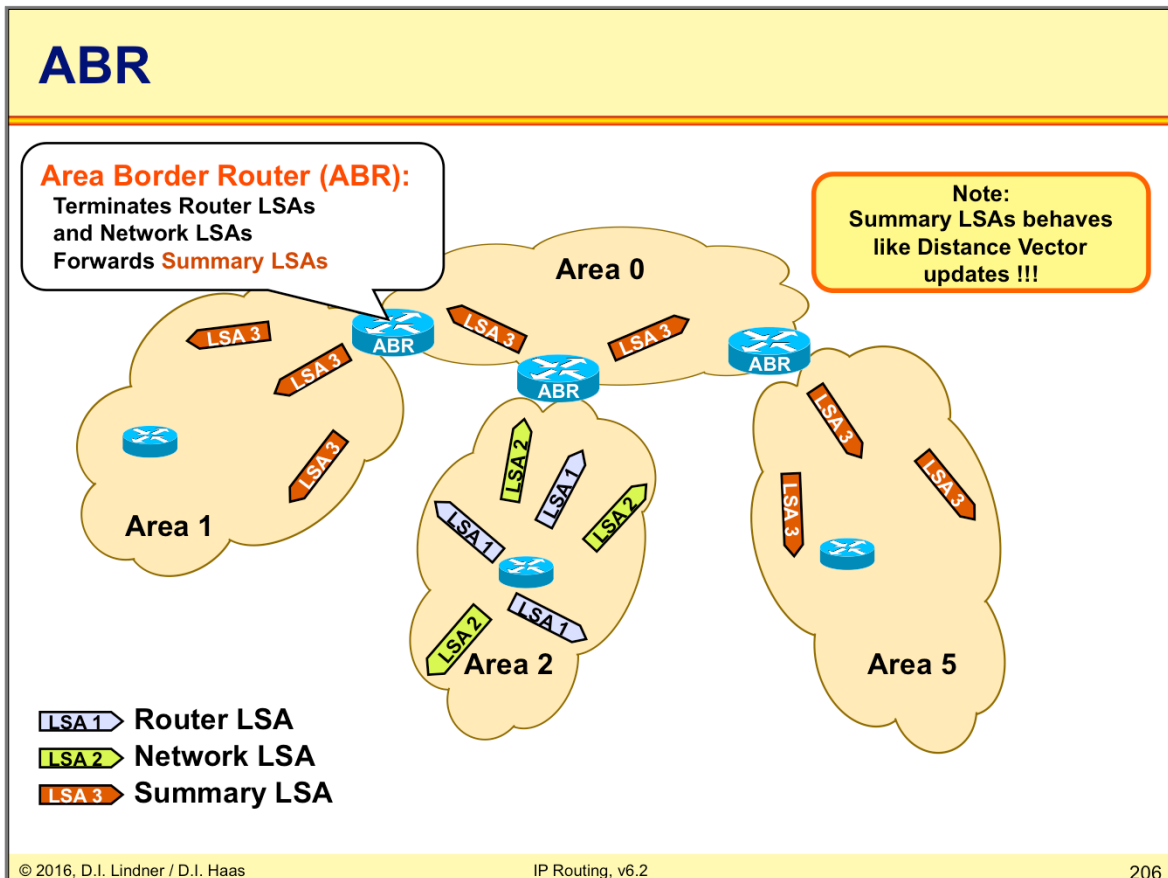 ABR
Area Border Router (ABR):
Terminates Router LSAs
and Network LSAs
Forwards Summary LSAs
Note:
Summary LSAs behaves
like Distance Vector
updates !!!
Area 0
LSA 3
LSA 3
LSA 3
LSA 3
ABR
ABR
ABR
LSA 3
LSA 3
LSA 3
LSA 3
LSA 2
LSA 1
LSA 2
LSA 1
LSA 1
LSA 2
Area 1
Area 2
Area 5
LSA 1 Router LSA
LSA 2 Network LSA
LSA 3 Summary LSA
© 2016, D.I. Lindner / D.I. Haas
IP Routing, v6.2
206